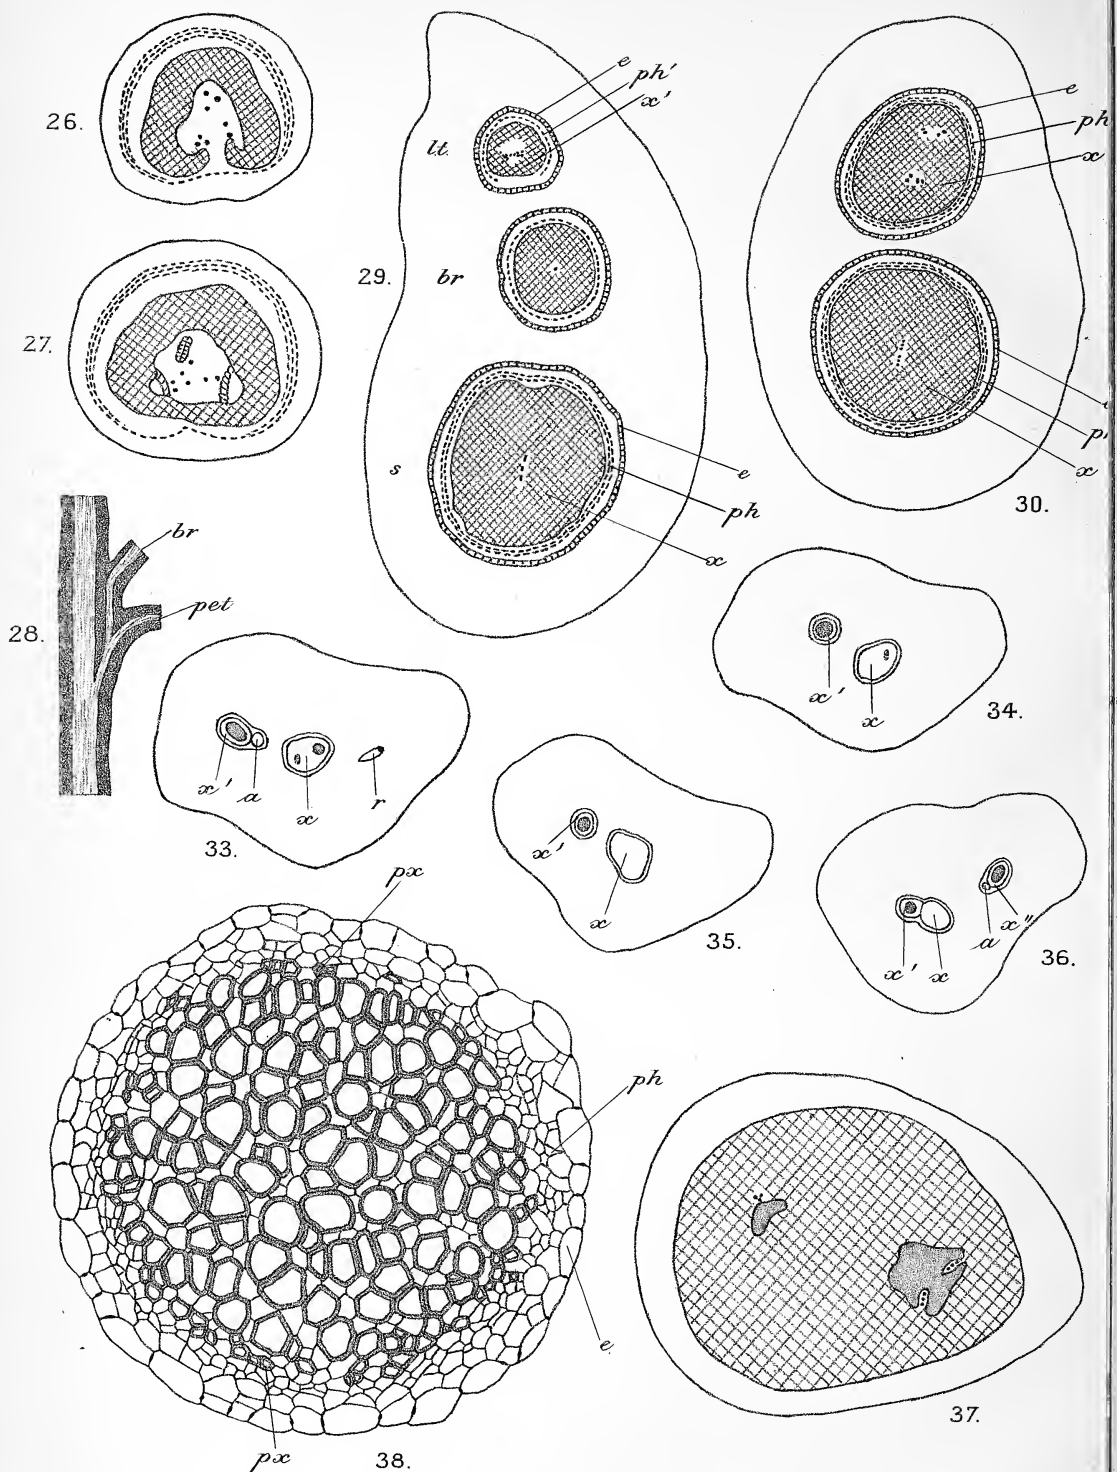 26.
27.
28.
br
pet
29.
lt.
e
ph'
x'
br
s
e
ph
x
30.
e
ph
x
x
33.
x'
a
x
r
34.
x'
x
35.
x'
x
36.
x'
x
a
x"
37.
38.
px
ph
e
px